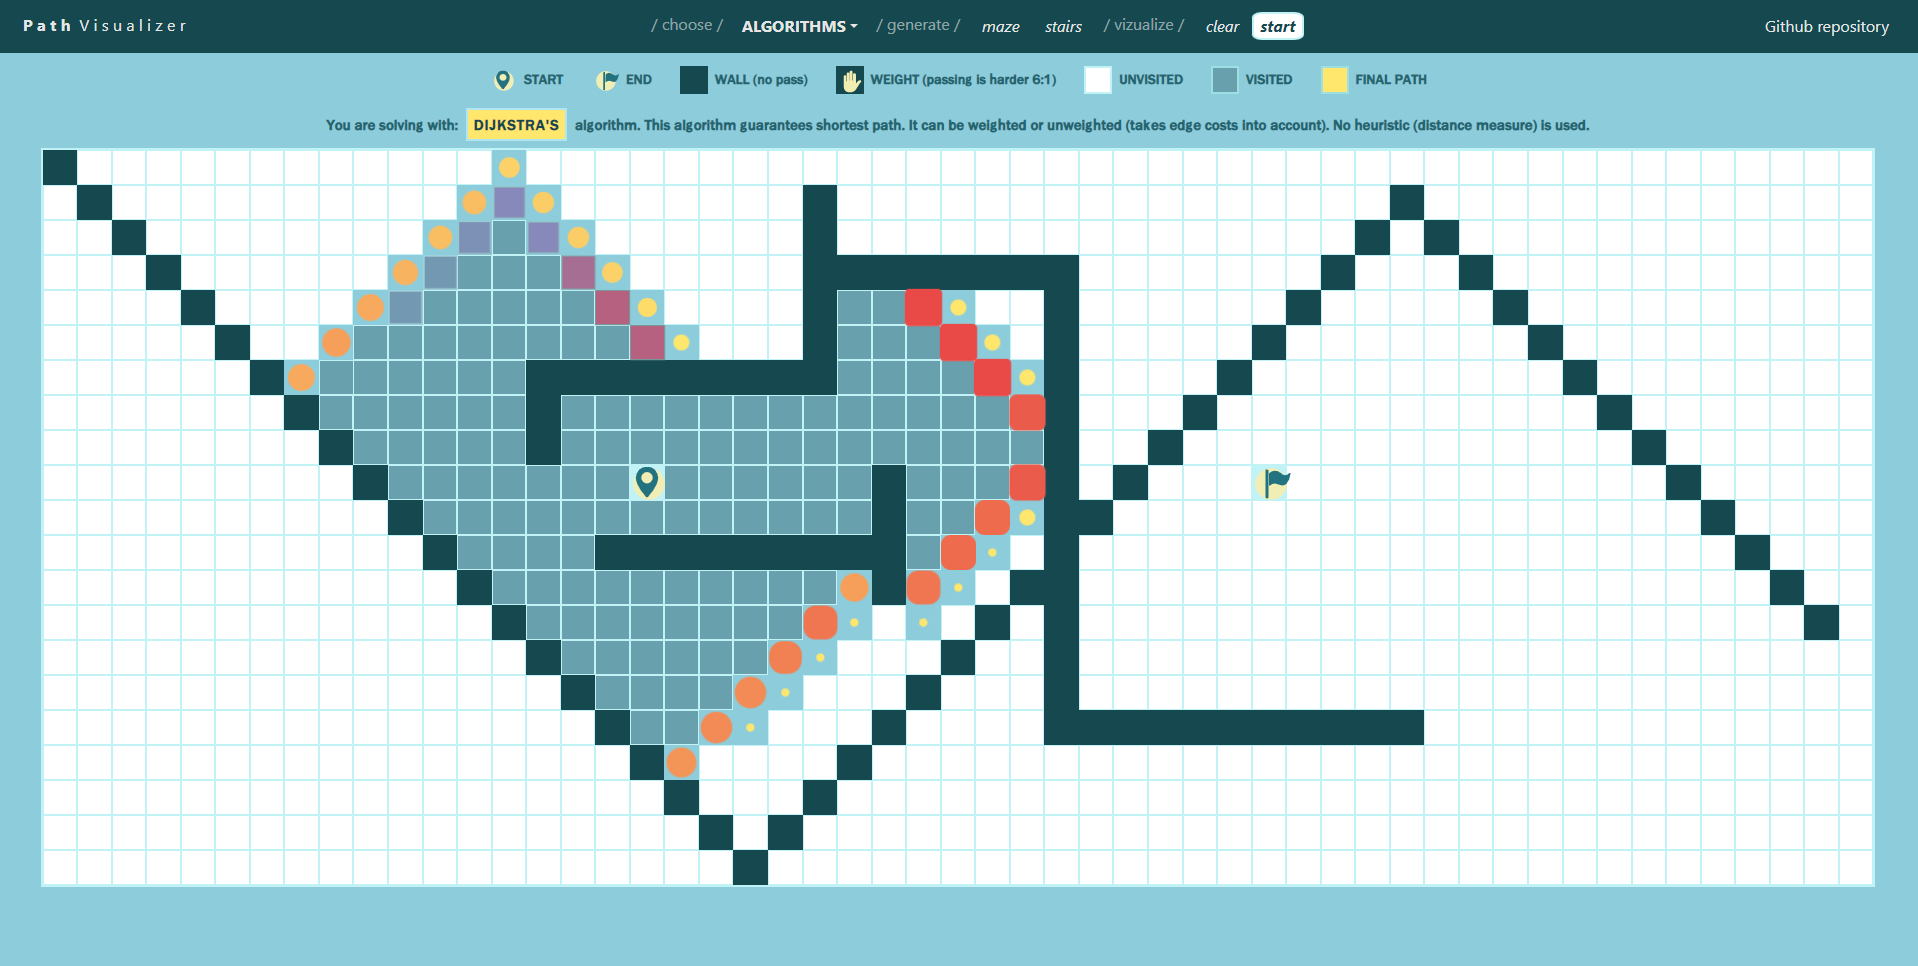 Path Visualizer / choose / ALGORITHMS / generate / maze stairs / vizualize / clear start Github repository
START END WALL (no pass) WEIGHT (passing is harder 6:1) UNVISITED VISITED FINAL PATH
You are solving with: DIJKSTRA'S algorithm. This algorithm guarantees shortest path. It can be weighted or unweighted (takes edge costs into account). No heuristic (distance measure) is used.